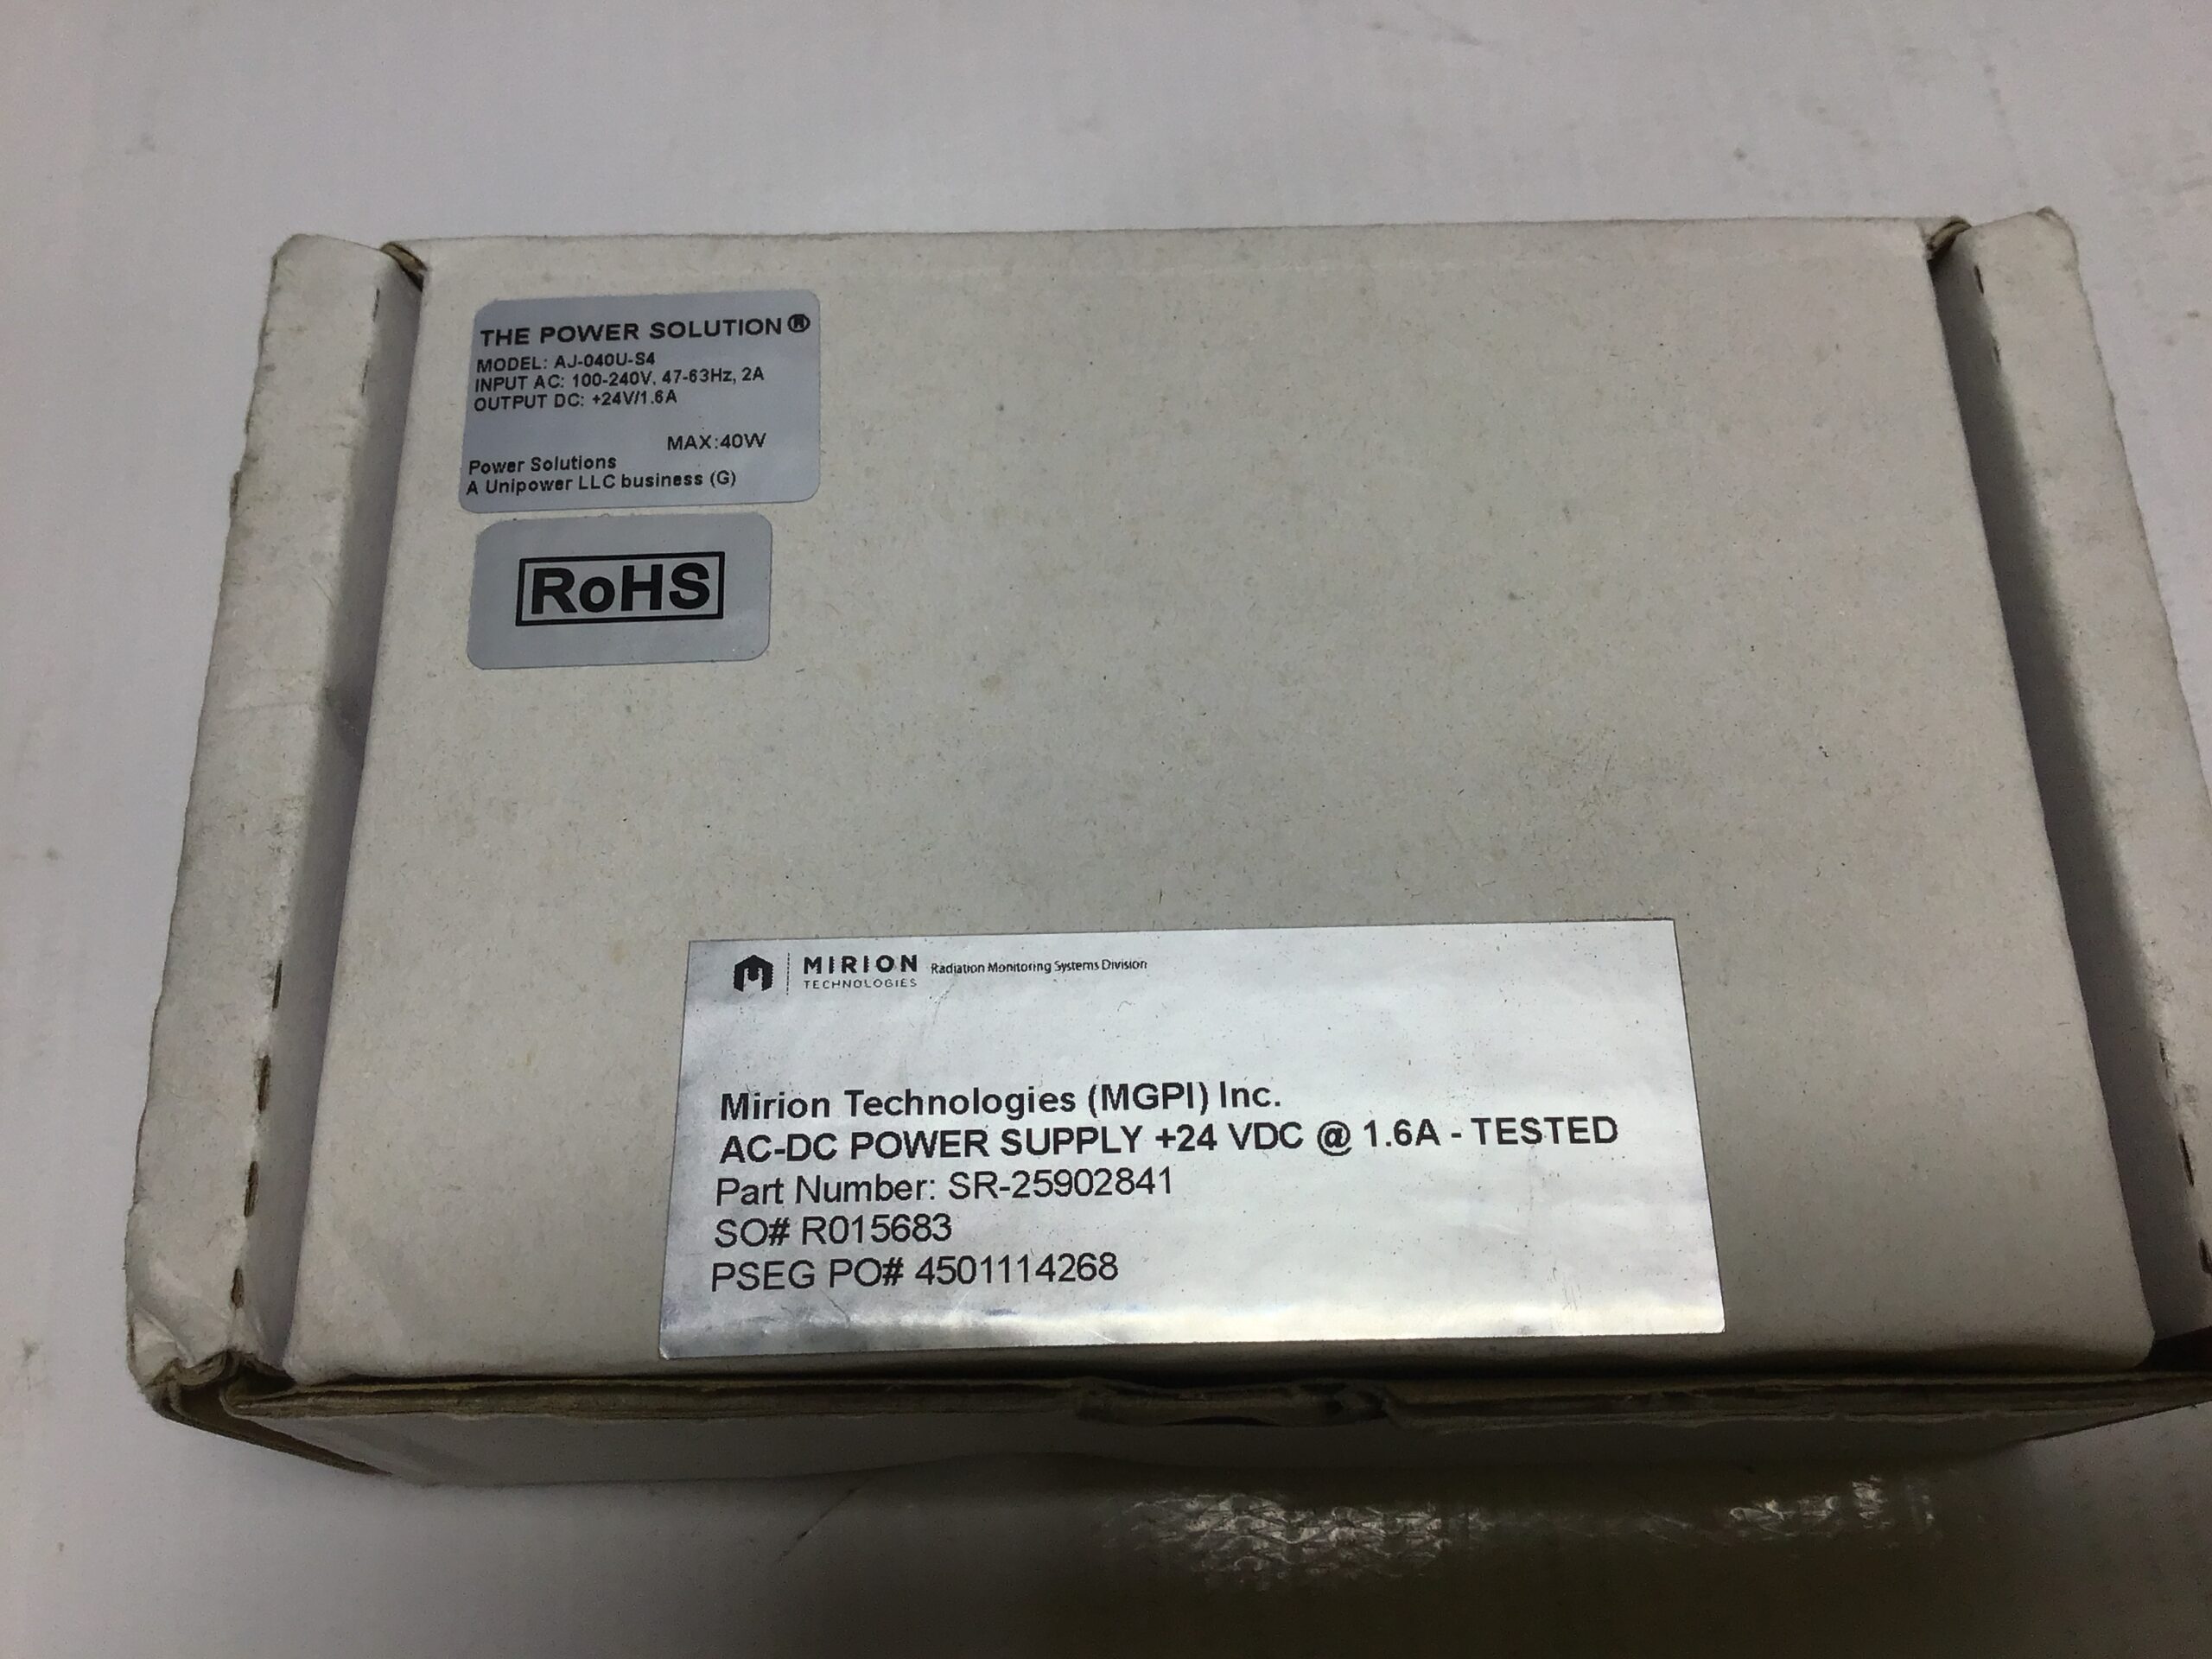 THE POWER SOLUTION®
MODEL: AJ-040U-S4
INPUT AC: 100-240V, 47-63Hz, 2A
OUTPUT DC: +24V/1.6A
MAX:40W
Power Solutions
A Unipower LLC business (G)
RoHS
MIRION Radiation Monitoring Systems Division
TECHNOLOGIES
Mirion Technologies (MGPI) Inc.
AC-DC POWER SUPPLY +24 VDC @ 1.6A - TESTED
Part Number: SR-25902841
SO# R015683
PSEG PO# 4501114268